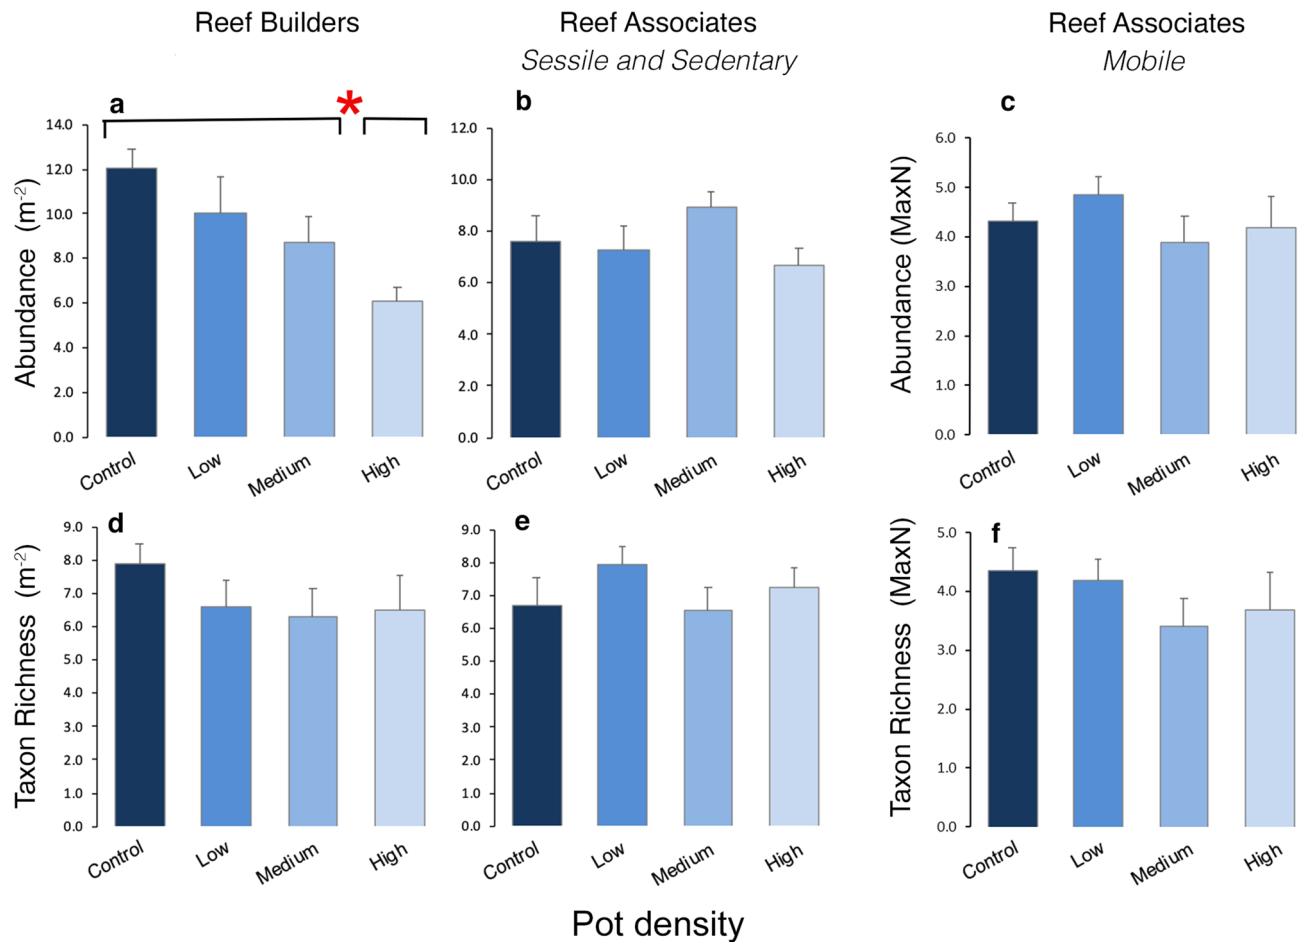 Reef Builders
Reef Associates
Sessile and Sedentary
Reef Associates
Mobile
a
*
14.0
12.0
10.0
8.0
6.0
4.0
2.0
0.0
Abundance (m-2)
Control
Low
Medium
High
b
12.0
10.0
8.0
6.0
4.0
2.0
0.0
Control
Low
Medium
High
c
6.0
5.0
4.0
3.0
2.0
1.0
0.0
Abundance (MaxN)
Control
Low
Medium
High
d
9.0
8.0
7.0
6.0
5.0
4.0
3.0
2.0
1.0
0.0
Taxon Richness (m-2)
Control
Low
Medium
High
e
9.0
8.0
7.0
6.0
5.0
4.0
3.0
2.0
1.0
0.0
Control
Low
Medium
High
f
5.0
4.0
3.0
2.0
1.0
0.0
Taxon Richness (MaxN)
Control
Low
Medium
High
Pot density